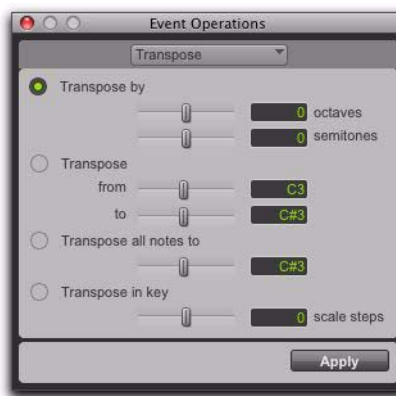 Event Operations
Transpose
Transpose by
0 octaves
0 semitones
Transpose
from C3
to C#3
Transpose all notes to
C#3
Transpose in key
0 scale steps
Apply